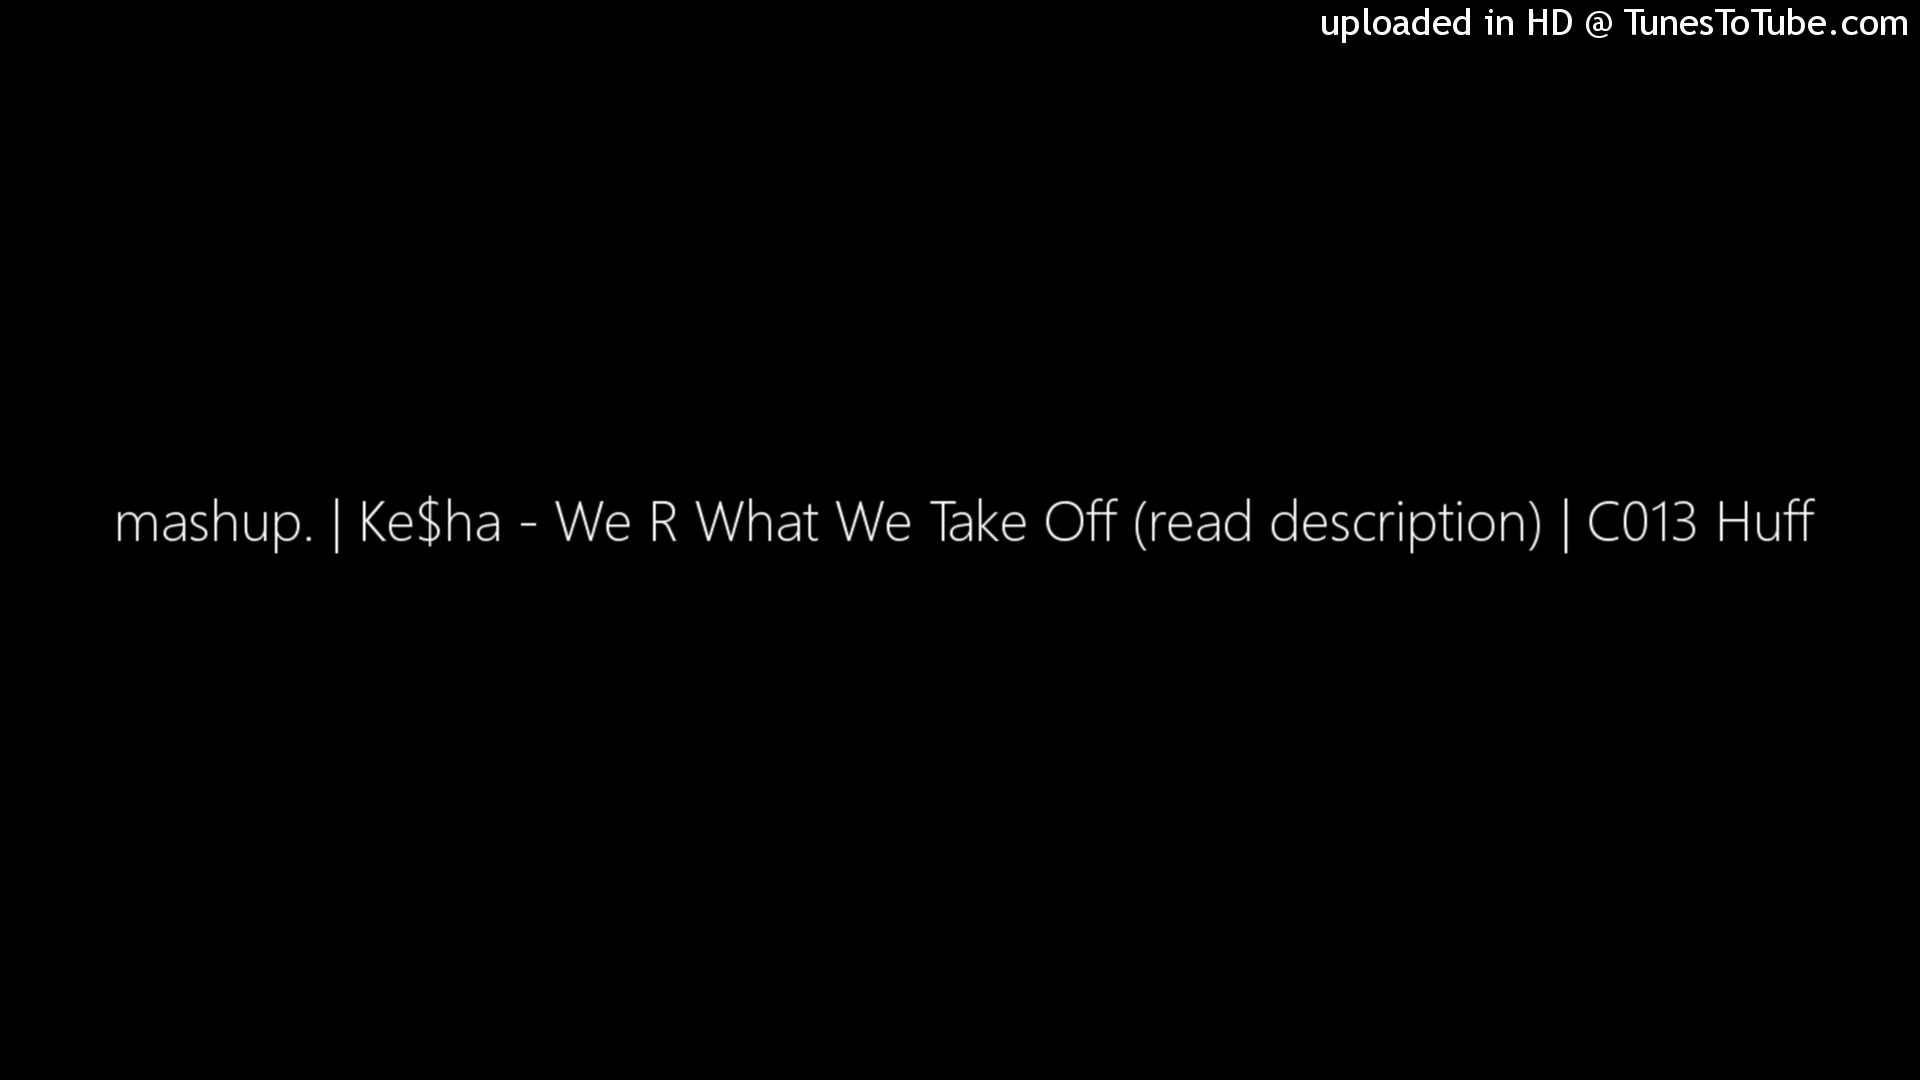 uploaded in HD @ TunesToTube.com
mashup. | Ke$ha - We R What We Take Off (read description) | C013 Huff